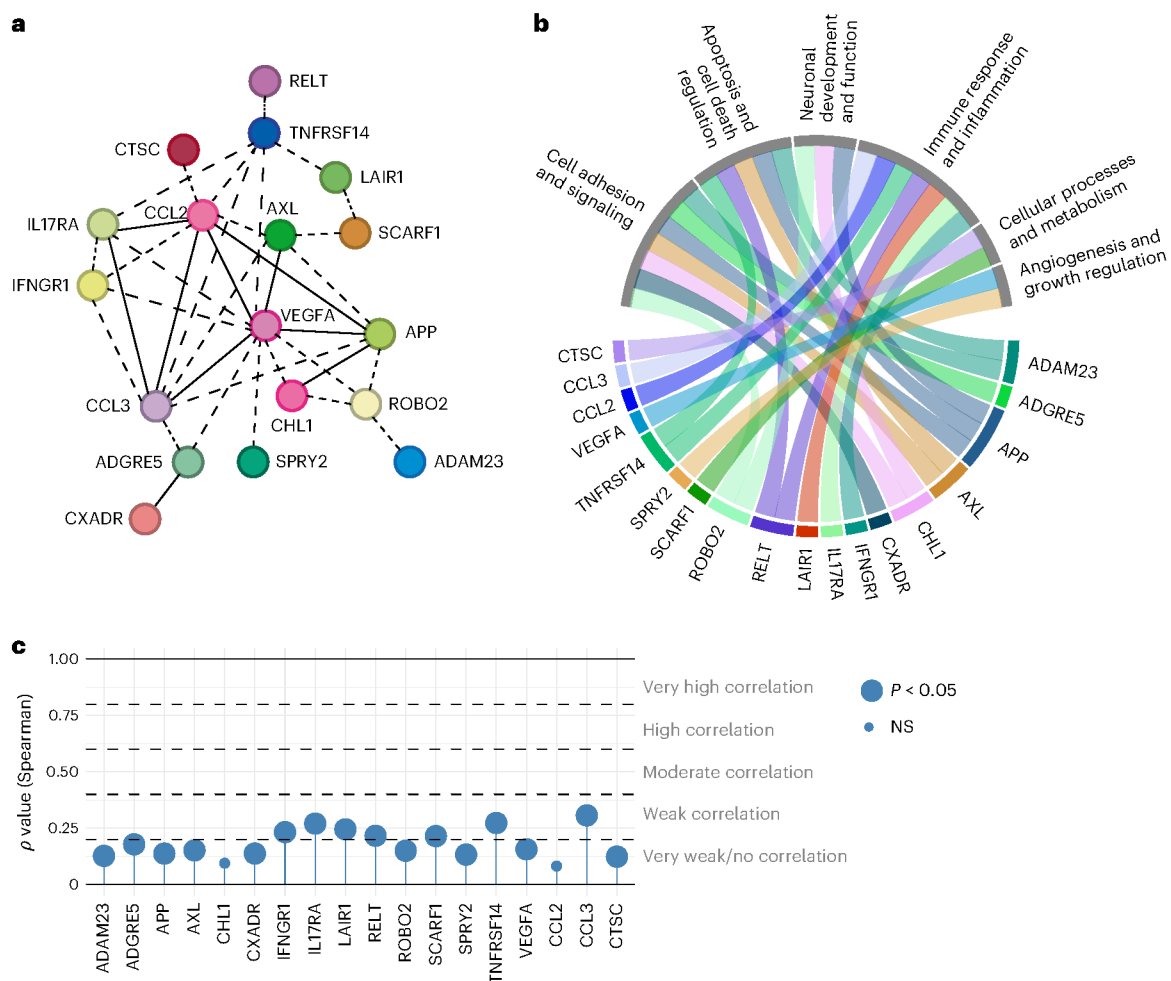 a
RELT
TNFRSF14
CTSC
LAIR1
CCL2
AXL
IL17RA
SCARF1
IFNGR1
VEGFA
APP
CCL3
CHL1
ROBO2
ADGRE5
SPRY2
ADAM23
CXADR
b
Cell adhesion
and signaling
Apoptosis and
cell death
regulation
Neuronal
development
and function
Immune response
and inflammation
Cellular processes
and metabolism
Angiogenesis and
growth regulation
CTSC
CCL3
CCL2
VEGFA
TNFRSF14
SPRY2
SCARF1
ROBO2
RELT
LAIR1
IL17RA
IFNGR1
CXADR
CHL1
AXL
APP
ADGRE5
ADAM23
c
ρ value (Spearman)
1.00
0.75
0.50
0.25
0
Very high correlation
High correlation
Moderate correlation
Weak correlation
Very weak/no correlation
P < 0.05
NS
ADAM23
ADGRE5
APP
AXL
CHL1
CXADR
IFNGR1
IL17RA
LAIR1
RELT
ROBO2
SCARF1
SPRY2
TNFRSF14
VEGFA
CCL2
CCL3
CTSC